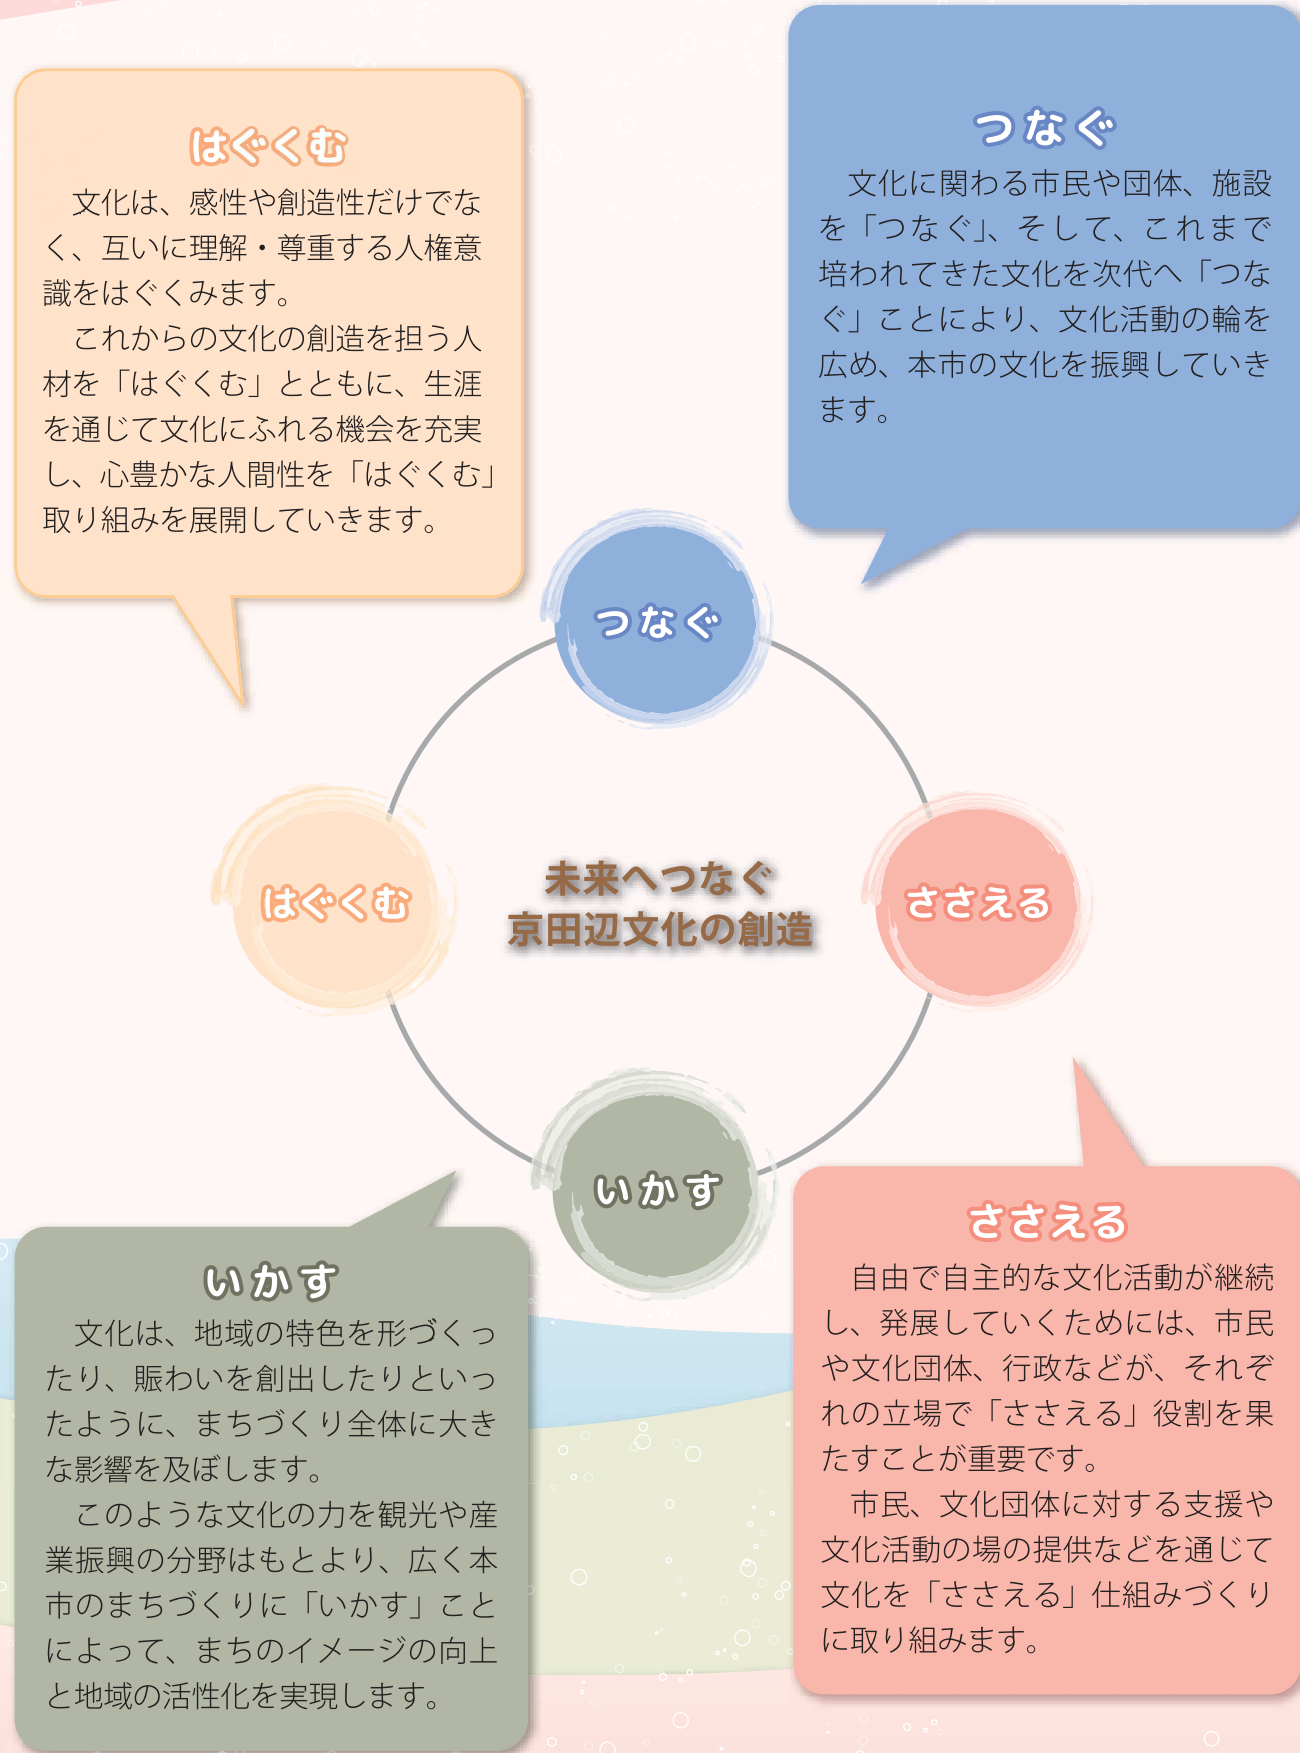 はぐくむ
文化は、感性や創造性だけでな
く、互いに理解・尊重する人権意
識をはぐくみます。
これからの文化の創造を担う人
材を「はぐくむ」とともに、生涯
を通じて文化にふれる機会を充実
し、心豊かな人間性を「はぐくむ」
取り組みを展開していきます。
つなぐ
文化に関わる市民や団体、施設
を「つなぐ」、そして、これまで
培われてきた文化を次代へ「つな
ぐ」ことにより、文化活動の輪を
広め、本市の文化を振興していき
ます。
つなぐ
はぐくむ
未来へつなぐ
京田辺文化の創造
ささえる
いかす
いかす
文化は、地域の特色を形づくっ
たり、賑わいを創出したりといっ
たように、まちづくり全体に大き
な影響を及ぼします。
このような文化の力を観光や産
業振興の分野はもとより、広く本
市のまちづくりに「いかす」こと
によって、まちのイメージの向上
と地域の活性化を実現します。
ささえる
自由で自主的な文化活動が継続
し、発展していくためには、市民
や文化団体、行政などが、それぞ
れの立場で「ささえる」役割を果
たすことが重要です。
市民、文化団体に対する支援や
文化活動の場の提供などを通じて
文化を「ささえる」仕組みづくり
に取り組みます。